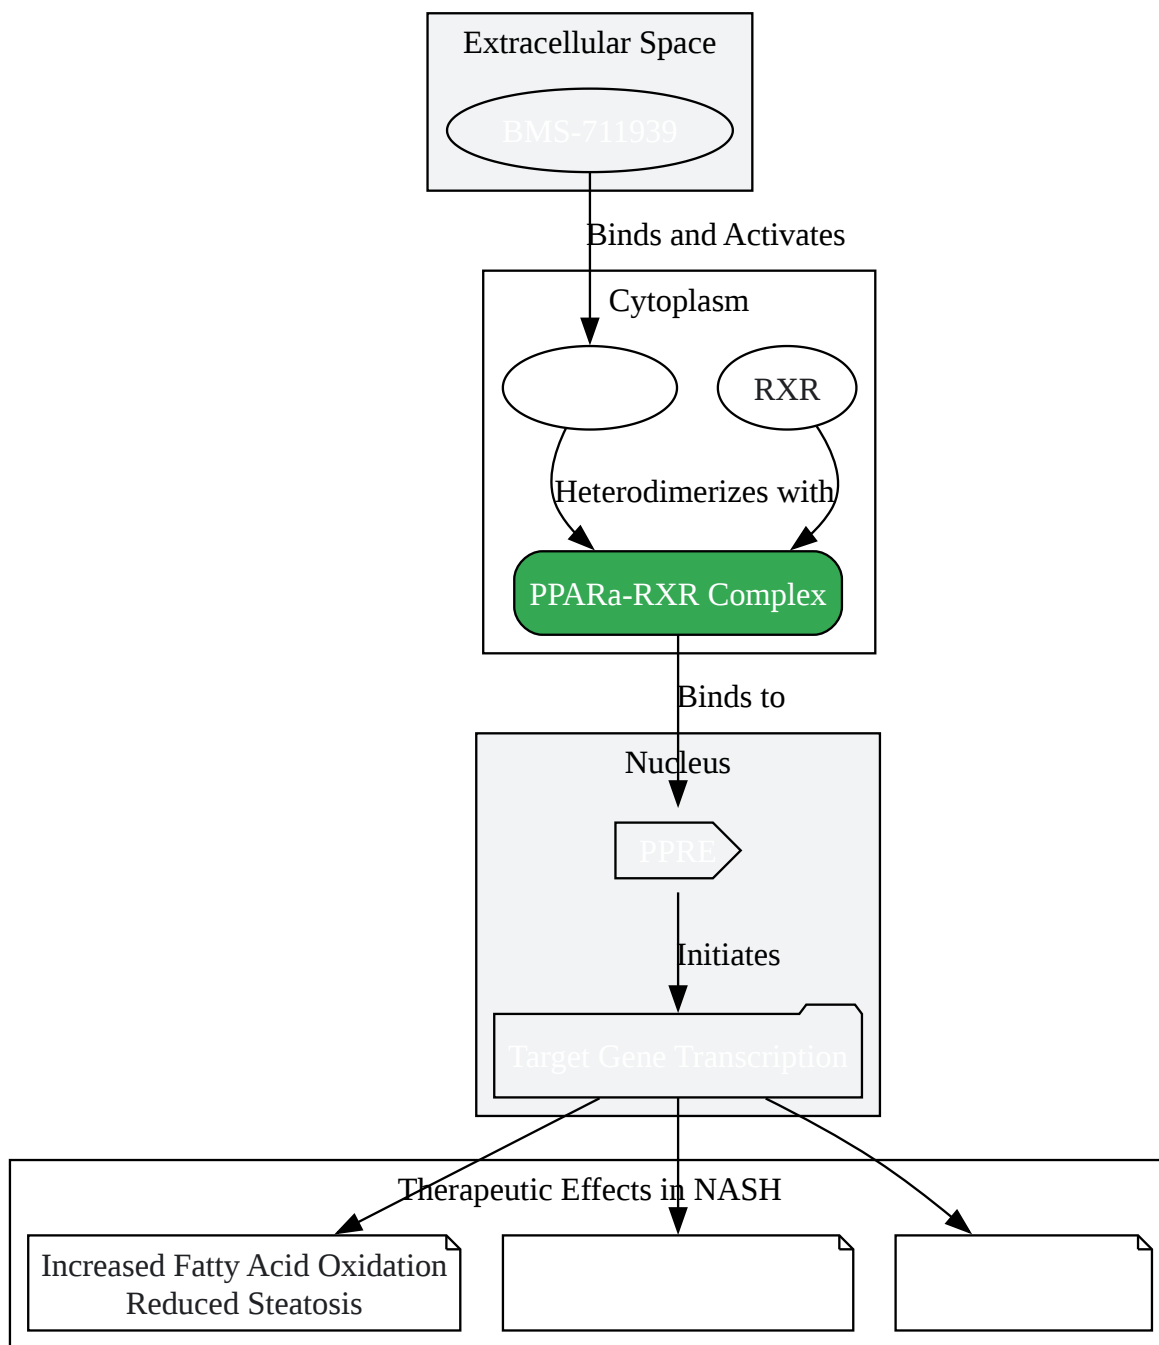 Extracellular Space
BMS-711939
Binds and Activates
Cytoplasm
RXR
Heterodimerizes with
PPARa-RXR Complex
Binds to
Nucleus
PPRE
Initiates
Target Gene Transcription
Therapeutic Effects in NASH
Increased Fatty Acid Oxidation
Reduced Steatosis